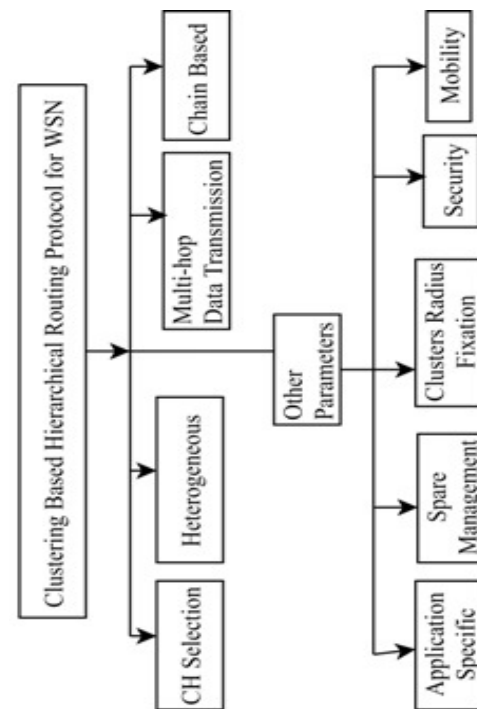 Clustering Based Hierarchical Routing Protocol for WSN
CH Selection
Heterogeneous
Multi-hop
Data Transmission
Chain Based
Other
Parameters
Application
Specific
Spare
Management
Clusters Radius
Fixation
Security
Mobility